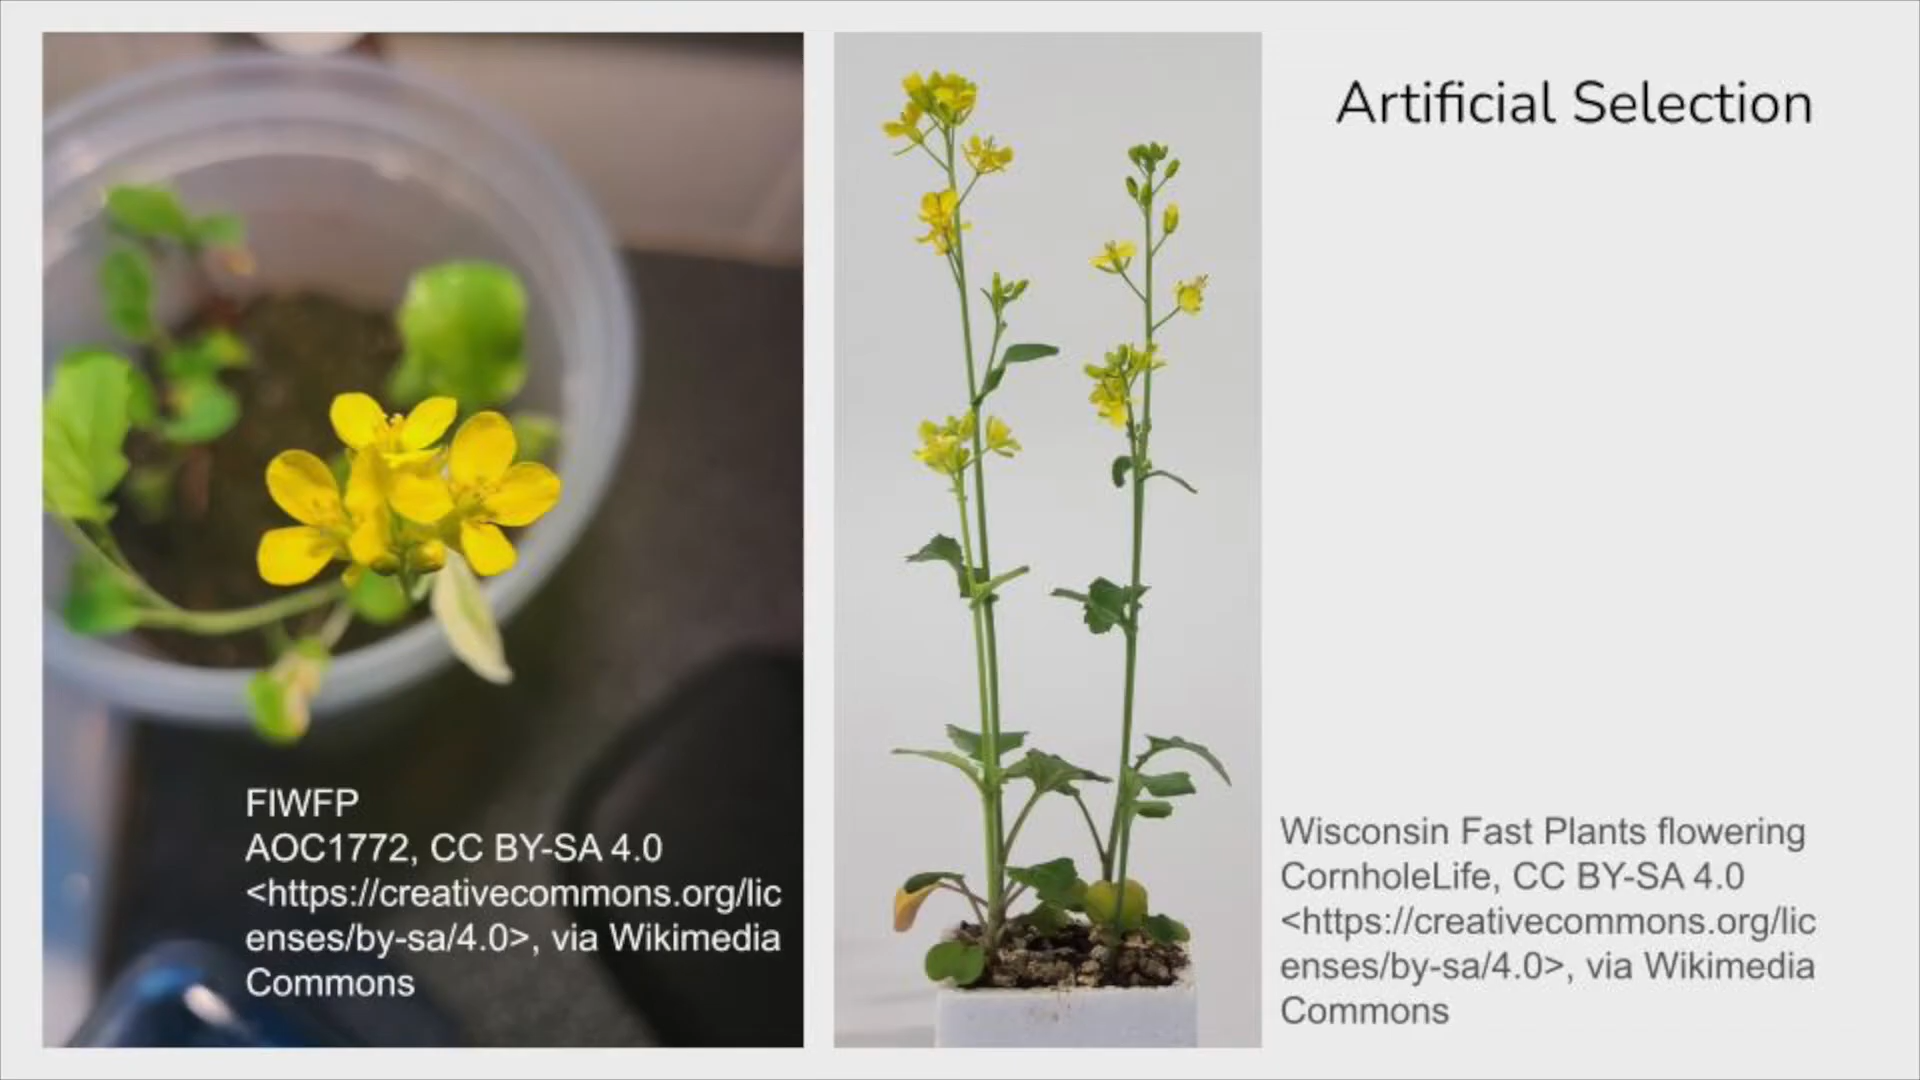 Artificial Selection
FIWFP
AOC1772, CC BY-SA 4.0
<https://creativecommons.org/lic
enses/by-sa/4.0>, via Wikimedia
Commons
Wisconsin Fast Plants flowering
CornholeLife, CC BY-SA 4.0
<https://creativecommons.org/lic
enses/by-sa/4.0>, via Wikimedia
Commons